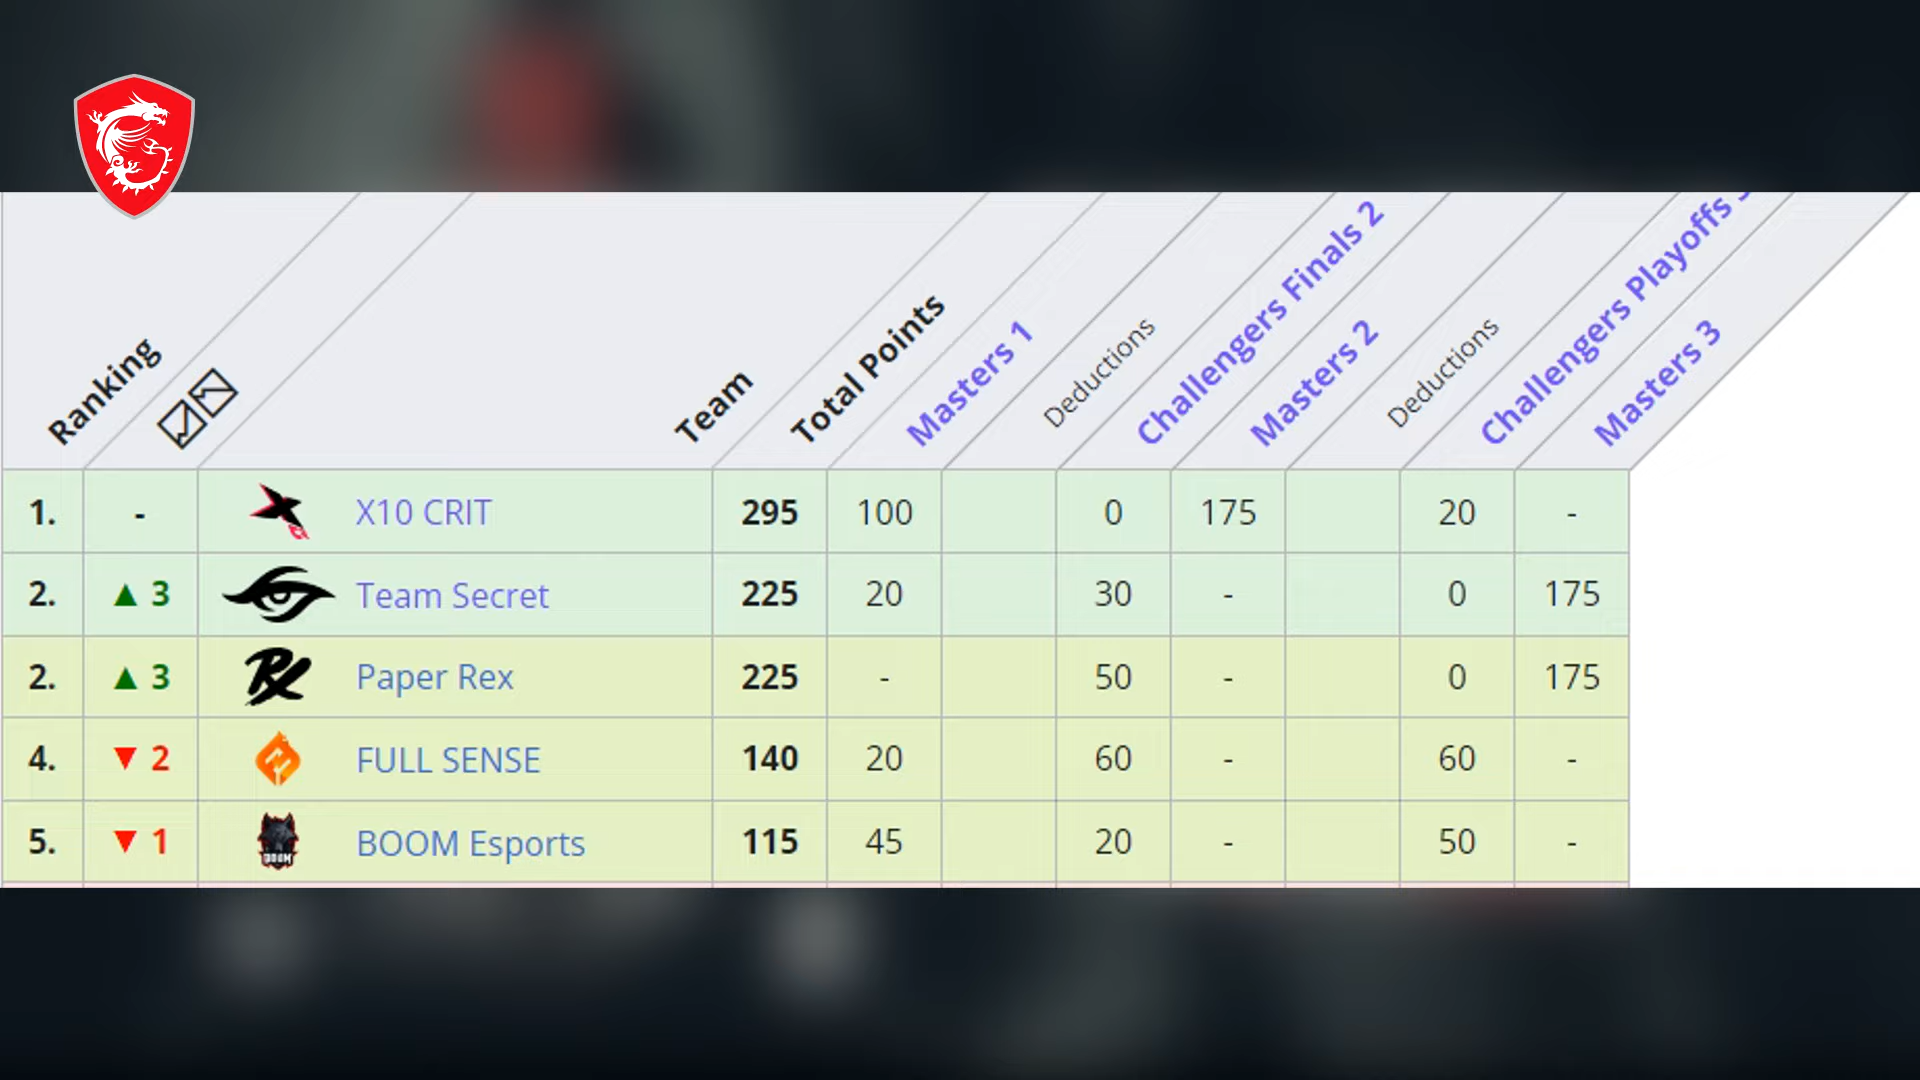 Ranking Team Total Points Masters 1 Deductions Challengers Finals 2 Masters 2 Deductions Challengers Playoffs Masters 3
1. - X10 CRIT 295 100 0 175 20 -
2. ▲ 3 Team Secret 225 20 30 - 0 175
2. ▲ 3 Paper Rex 225 - 50 - 0 175
4. ▼ 2 FULL SENSE 140 20 60 - 60 -
5. ▼ 1 BOOM Esports 115 45 20 - 50 -